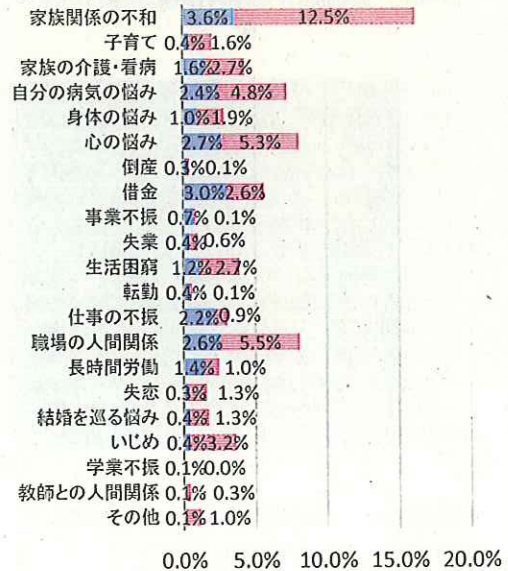 家族関係の不和 3.6% 12.5%
子育て 0.4% 1.6%
家族の介護・看病 1.6% 2.7%
自分の病気の悩み 2.4% 4.8%
身体の悩み 1.0% 1.9%
心の悩み 2.7% 5.3%
倒産 0.3% 0.1%
借金 3.0% 2.6%
事業不振 0.7% 0.1%
失業 0.4% 0.6%
生活困窮 1.2% 2.7%
転勤 0.4% 0.1%
仕事の不振 2.2% 0.9%
職場の人間関係 2.6% 5.5%
長時間労働 1.4% 1.0%
失恋 0.3% 1.3%
結婚を巡る悩み 0.4% 1.3%
いじめ 0.4% 3.2%
学業不振 0.1% 0.0%
教師との人間関係 0.1% 0.3%
その他 0.1% 1.0%
0.0% 5.0% 10.0% 15.0% 20.0%